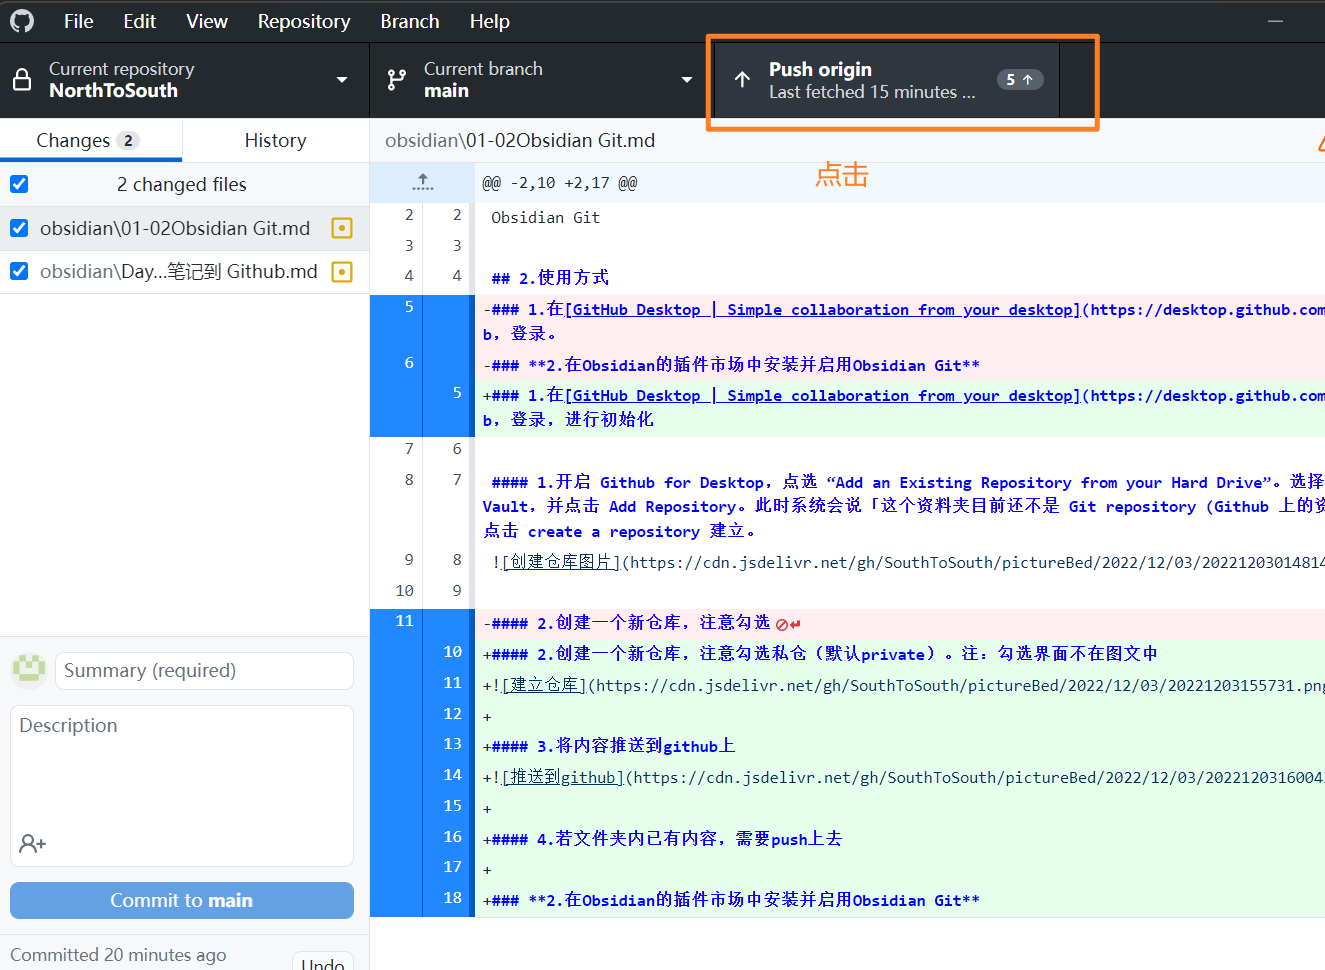 File Edit View Repository Branch Help
Current repository
NorthToSouth
Current branch
main
Push origin
Last fetched 15 minutes ...
5
Changes 2
History
obsidian\01-02Obsidian Git.md
点击
2 changed files
obsidian\01-02Obsidian Git.md
obsidian\Day...笔记到 Github.md
@@ -2,10 +2,17 @@
2 2 Obsidian Git
3 3
4 4 ## 2.使用方式
5 -### 1.在[GitHub Desktop | Simple collaboration from your desktop](https://desktop.github.com
b，登录。
6 -### **2.在Obsidian的插件市场中安装并启用Obsidian Git**
5 +### 1.在[GitHub Desktop | Simple collaboration from your desktop](https://desktop.github.com
b，登录，进行初始化
7 6
8 7 #### 1.开启 Github for Desktop，点选 “Add an Existing Repository from your Hard Drive”。选择
Vault，并点击 Add Repository。此时系统会说「这个资料夹目前还不是 Git repository (Github 上的资
点击 create a repository 建立。
9 8 ![创建仓库图片](https://cdn.jsdelivr.net/gh/SouthToSouth/pictureBed/2022/12/03/20221203014814
10 9
11 -#### 2.创建一个新仓库，注意勾选
10 +#### 2.创建一个新仓库，注意勾选私仓（默认private）。注：勾选界面不在图文中
11 +![建立仓库](https://cdn.jsdelivr.net/gh/SouthToSouth/pictureBed/2022/12/03/20221203155731.png
12 +
13 +#### 3.将内容推送到github上
14 +![推送到github](https://cdn.jsdelivr.net/gh/SouthToSouth/pictureBed/2022/12/03/2022120316004
15 +
16 +#### 4.若文件夹内已有内容，需要push上去
17 +
18 +### **2.在Obsidian的插件市场中安装并启用Obsidian Git**
Summary (required)
Description
Commit to main
Committed 20 minutes ago
Undo